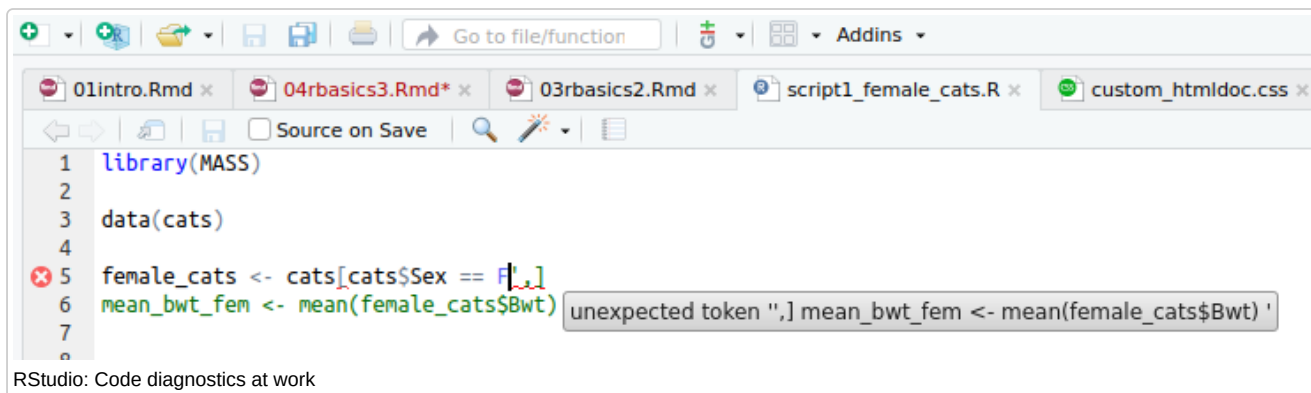 Go to file/function Addins
01intro.Rmd 04rbasics3.Rmd* 03rbasics2.Rmd script1_female_cats.R custom_htmldoc.css
Source on Save
1 library(MASS)
2
3 data(cats)
4
5 female_cats <- cats[cats$Sex == F',]
6 mean_bwt_fem <- mean(female_cats$Bwt)
unexpected token '',] mean_bwt_fem <- mean(female_cats$Bwt) '
7
RStudio: Code diagnostics at work